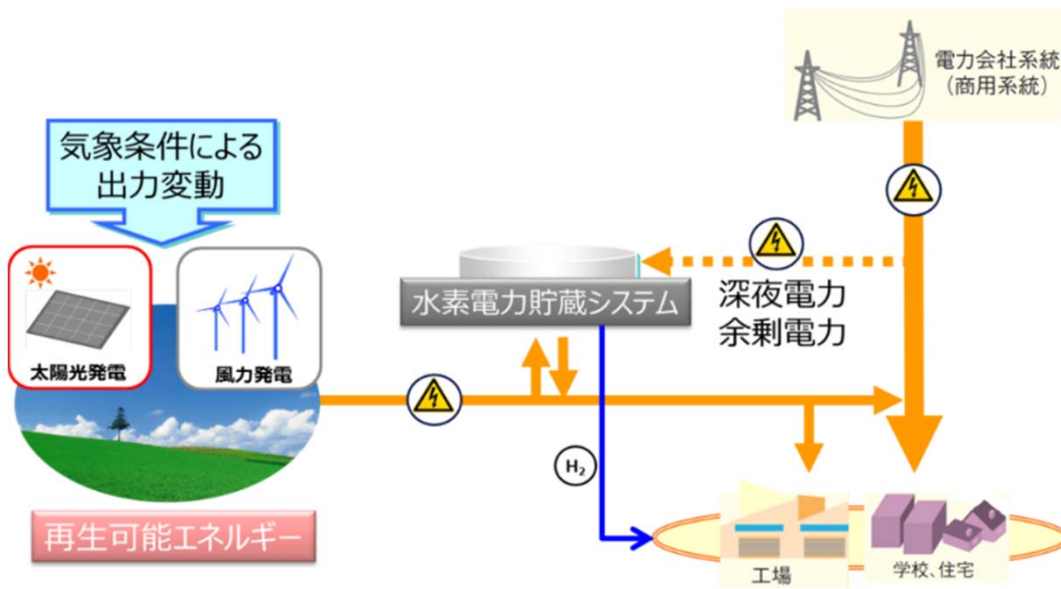 電力会社系統
（商用系統）
気象条件による
出力変動
太陽光発電
風力発電
水素電力貯蔵システム
深夜電力
余剰電力
H₂
再生可能エネルギー
工場
学校、住宅